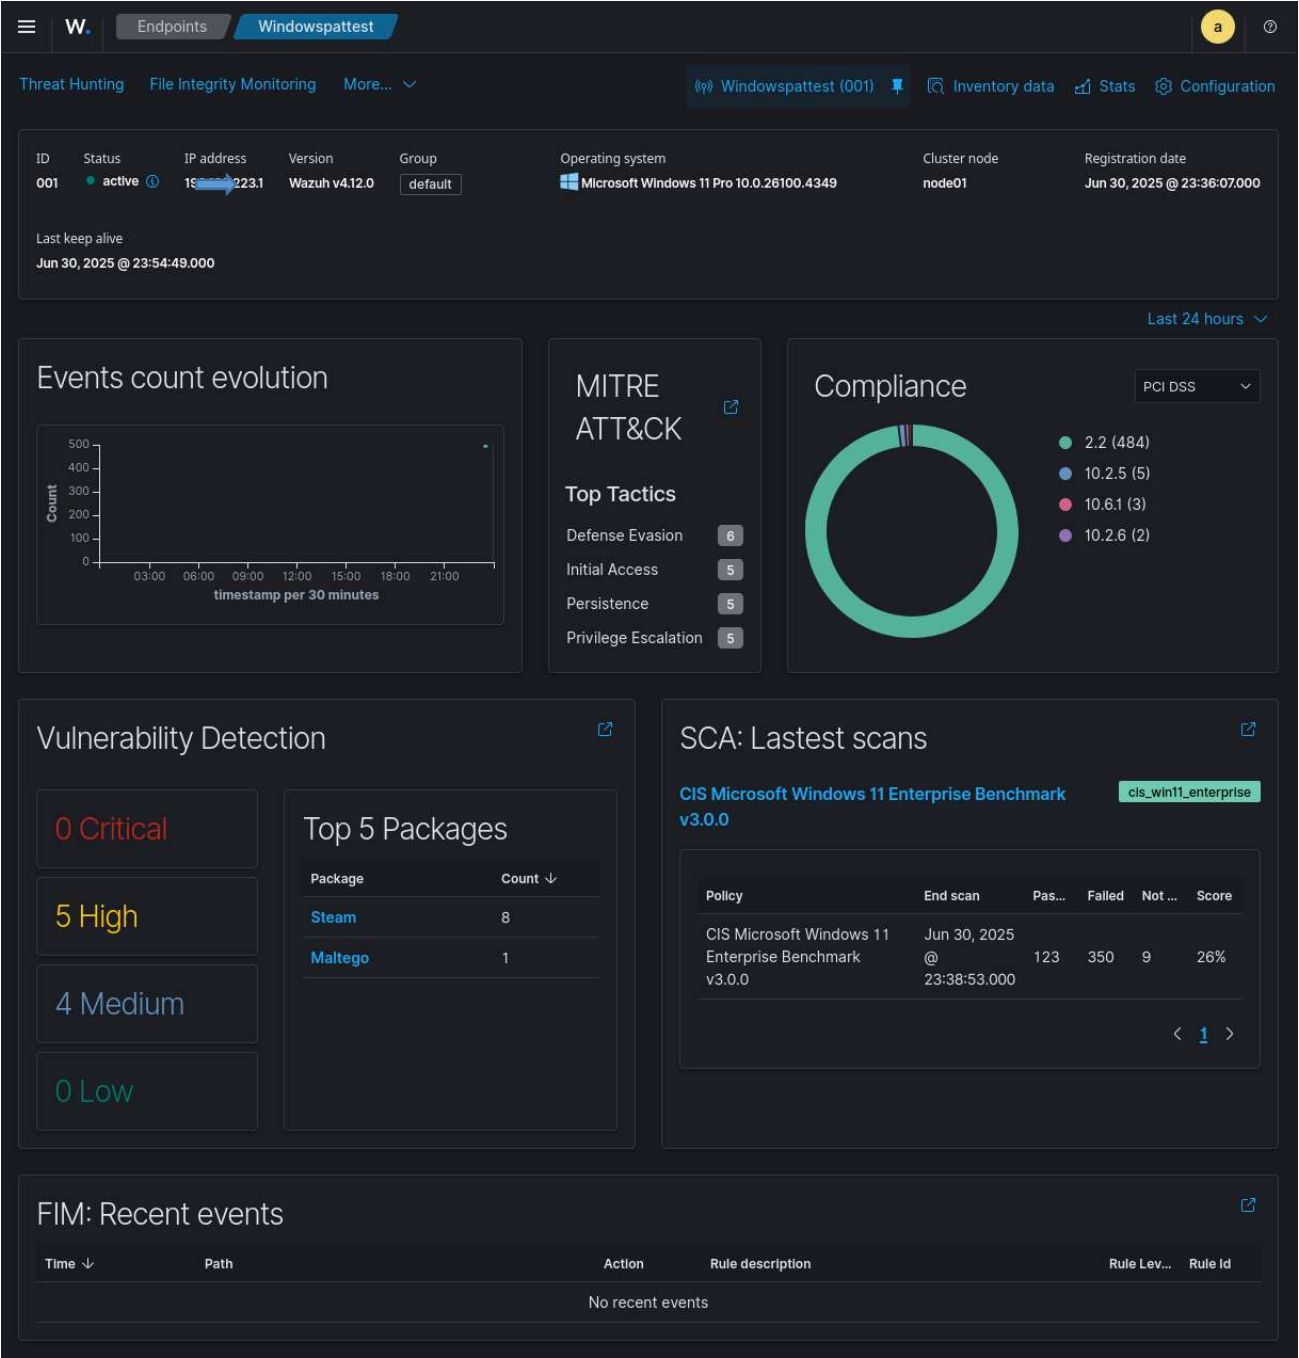 W. Endpoints Windowspattest a
Threat Hunting File Integrity Monitoring More... Windowspattest (001) Inventory data Stats Configuration
ID Status IP address Version Group Operating system Cluster node Registration date
001 active 223.1 Wazuh v4.12.0 default Microsoft Windows 11 Pro 10.0.26100.4349 node01 Jun 30, 2025 @ 23:36:07.000
Last keep alive
Jun 30, 2025 @ 23:54:49.000
Last 24 hours
Events count evolution
500
400
300
200
100
0
Count
03:00 06:00 09:00 12:00 15:00 18:00 21:00
timestamp per 30 minutes
MITRE
ATT&CK
Top Tactics
Defense Evasion 6
Initial Access 5
Persistence 5
Privilege Escalation 5
Compliance PCI DSS
2.2 (484)
10.2.5 (5)
10.6.1 (3)
10.2.6 (2)
Vulnerability Detection
0 Critical
5 High
4 Medium
0 Low
Top 5 Packages
Package Count
Steam 8
Maltego 1
SCA: Lastest scans
CIS Microsoft Windows 11 Enterprise Benchmark cis_win11_enterprise
v3.0.0
Policy End scan Pas... Failed Not ... Score
CIS Microsoft Windows 11 Jun 30, 2025
Enterprise Benchmark @ 123 350 9 26%
v3.0.0 23:38:53.000
1
FIM: Recent events
Time Path Action Rule description Rule Lev... Rule Id
No recent events